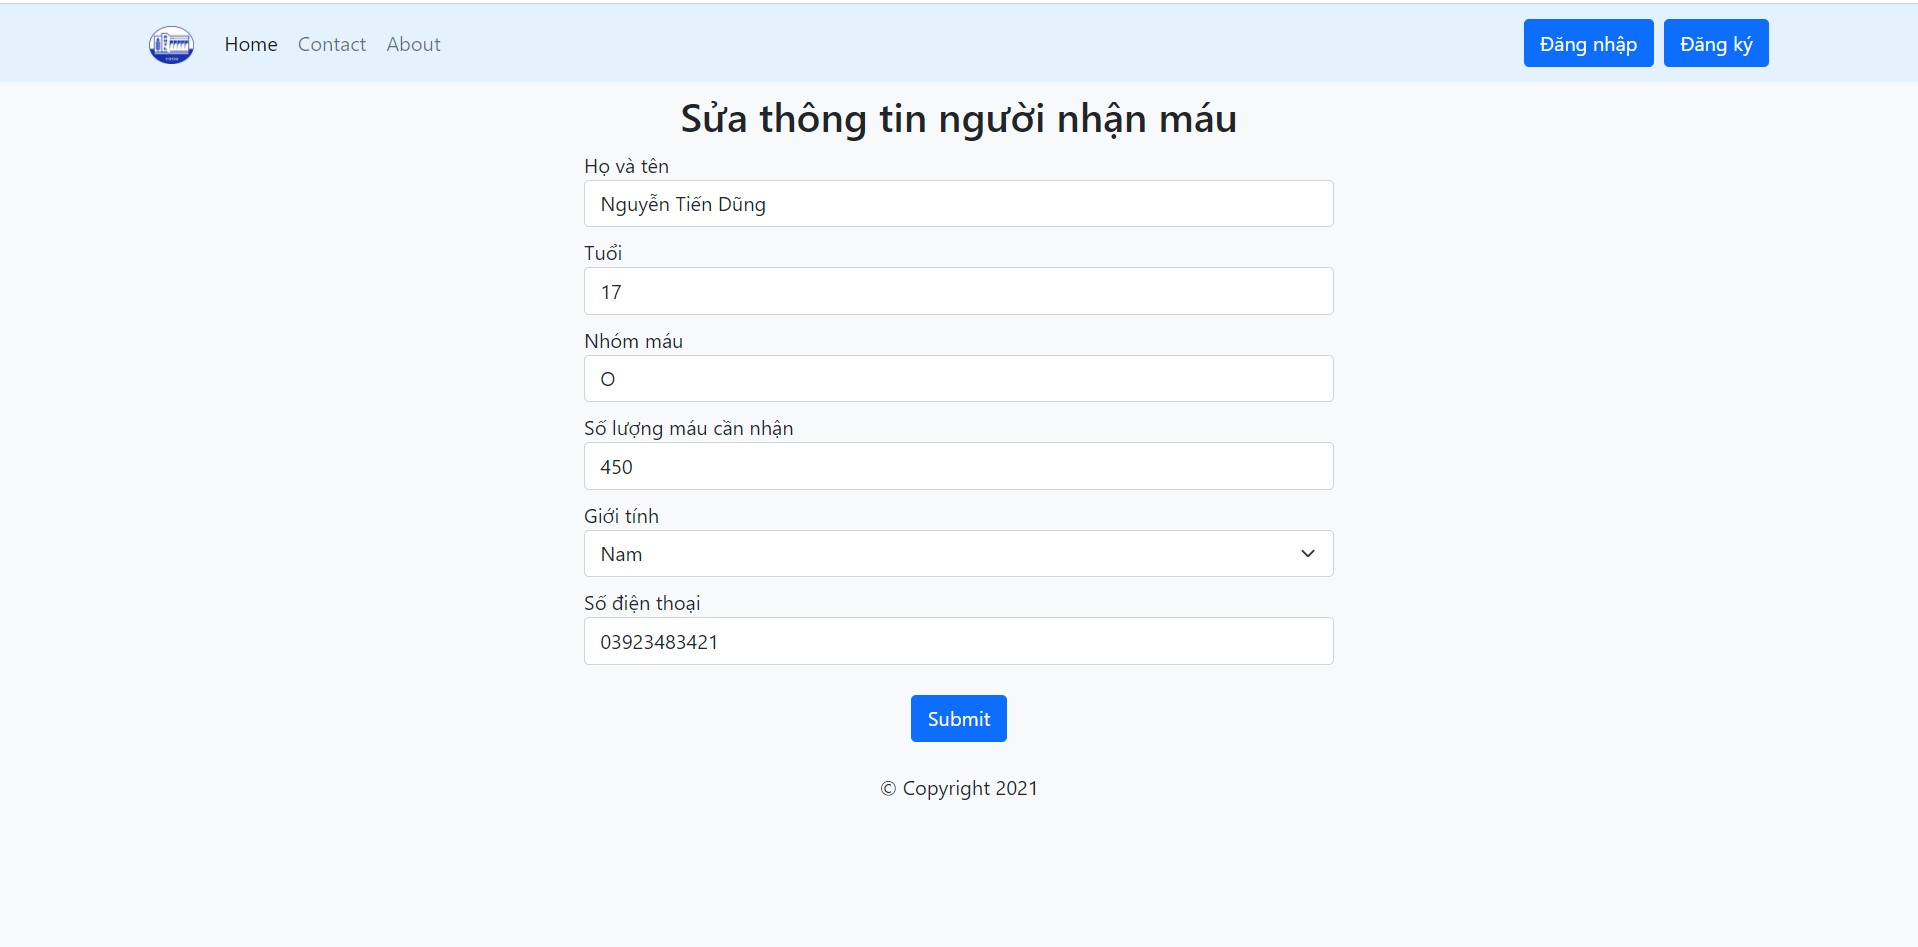 Home Contact About Đăng nhập Đăng ký
Sửa thông tin người nhận máu
Họ và tên
Nguyễn Tiến Dũng
Tuổi
17
Nhóm máu
O
Số lượng máu cần nhận
450
Giới tính
Nam
Số điện thoại
03923483421
Submit
© Copyright 2021